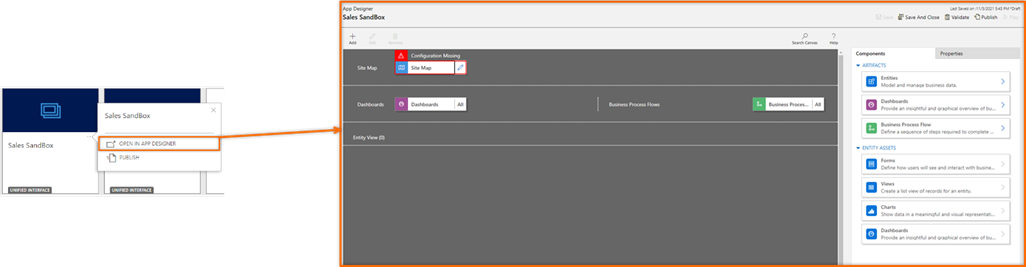 Sales SandBox
UNIFIED INTERFACE
UNIFIED INTERFACE
Sales SandBox
OPEN IN APP DESIGNER
PUBLISH
App Designer
Sales SandBox
Last Saved on:11/3/2021 5:43 PM *Draft
Save
Save And Close
Validate
Publish
Play
Add
Edit
Search Canvas
Help
Configuration Missing
Site Map
Site Map
Dashboards
Dashboards
All
Business Process Flows
Business Proces...
All
Entity View (0)
Components
Properties
ARTIFACTS
Entities
Model and manage business data.
Dashboards
Provide an insightful and graphical overview of bu...
Business Process Flow
Define a sequence of steps required to complete ...
ENTITY ASSETS
Forms
Define how users will see and interact with busine...
Views
Create a list view of records for an entity.
Charts
Show data in a meaningful and visual representati...
Dashboards
Provide an insightful and graphical overview of bu...